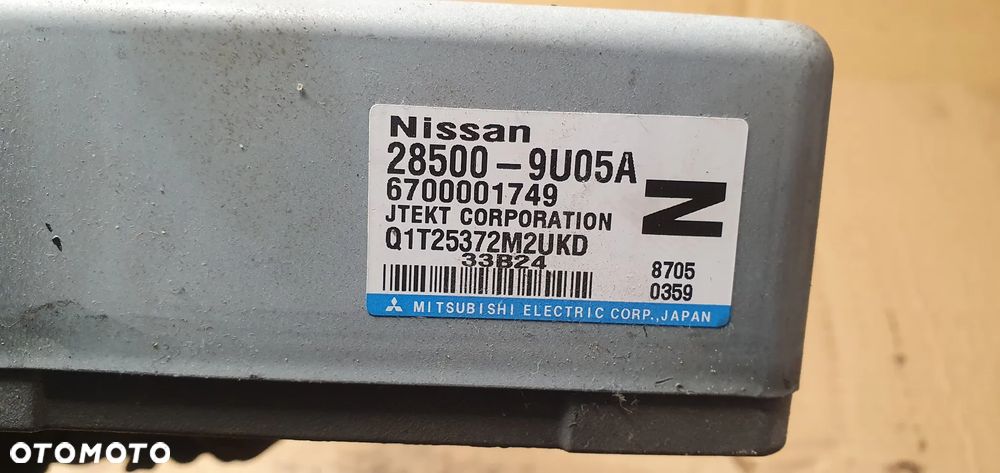 Nissan
28500-9U05A
6700001749
JTEKT CORPORATION
Q1T25372M2UKD
33B24
N
8705
0359
MITSUBISHI ELECTRIC CORP., JAPAN
OTOMOTO